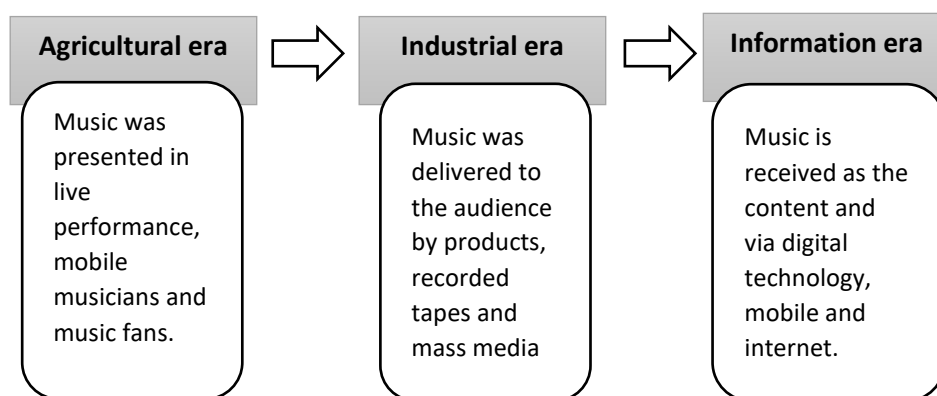 Agricultural era
Music was
presented in
live
performance,
mobile
musicians and
music fans.
Industrial era
Music was
delivered to
the audience
by products,
recorded
tapes and
mass media
Information era
Music is
received as the
content and
via digital
technology,
mobile and
internet.